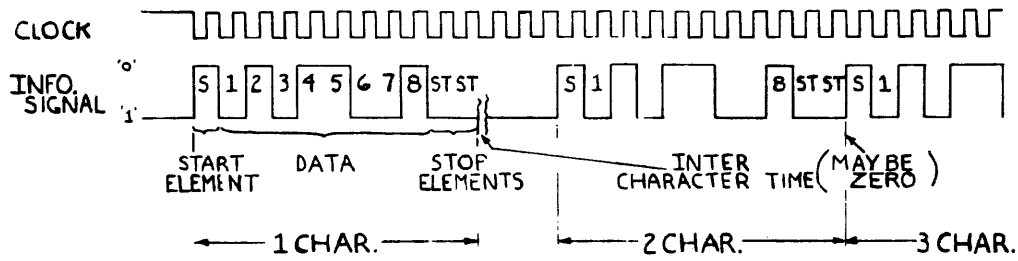 CLOCK
'0'
INFO.
SIGNAL
'1'
S 1 2 3 4 5 6 7 8 ST ST S 1 8 ST ST S 1
START
ELEMENT
DATA
STOP
ELEMENTS
INTER
CHARACTER TIME (MAY BE
ZERO)
1 CHAR. 2 CHAR. 3 CHAR.